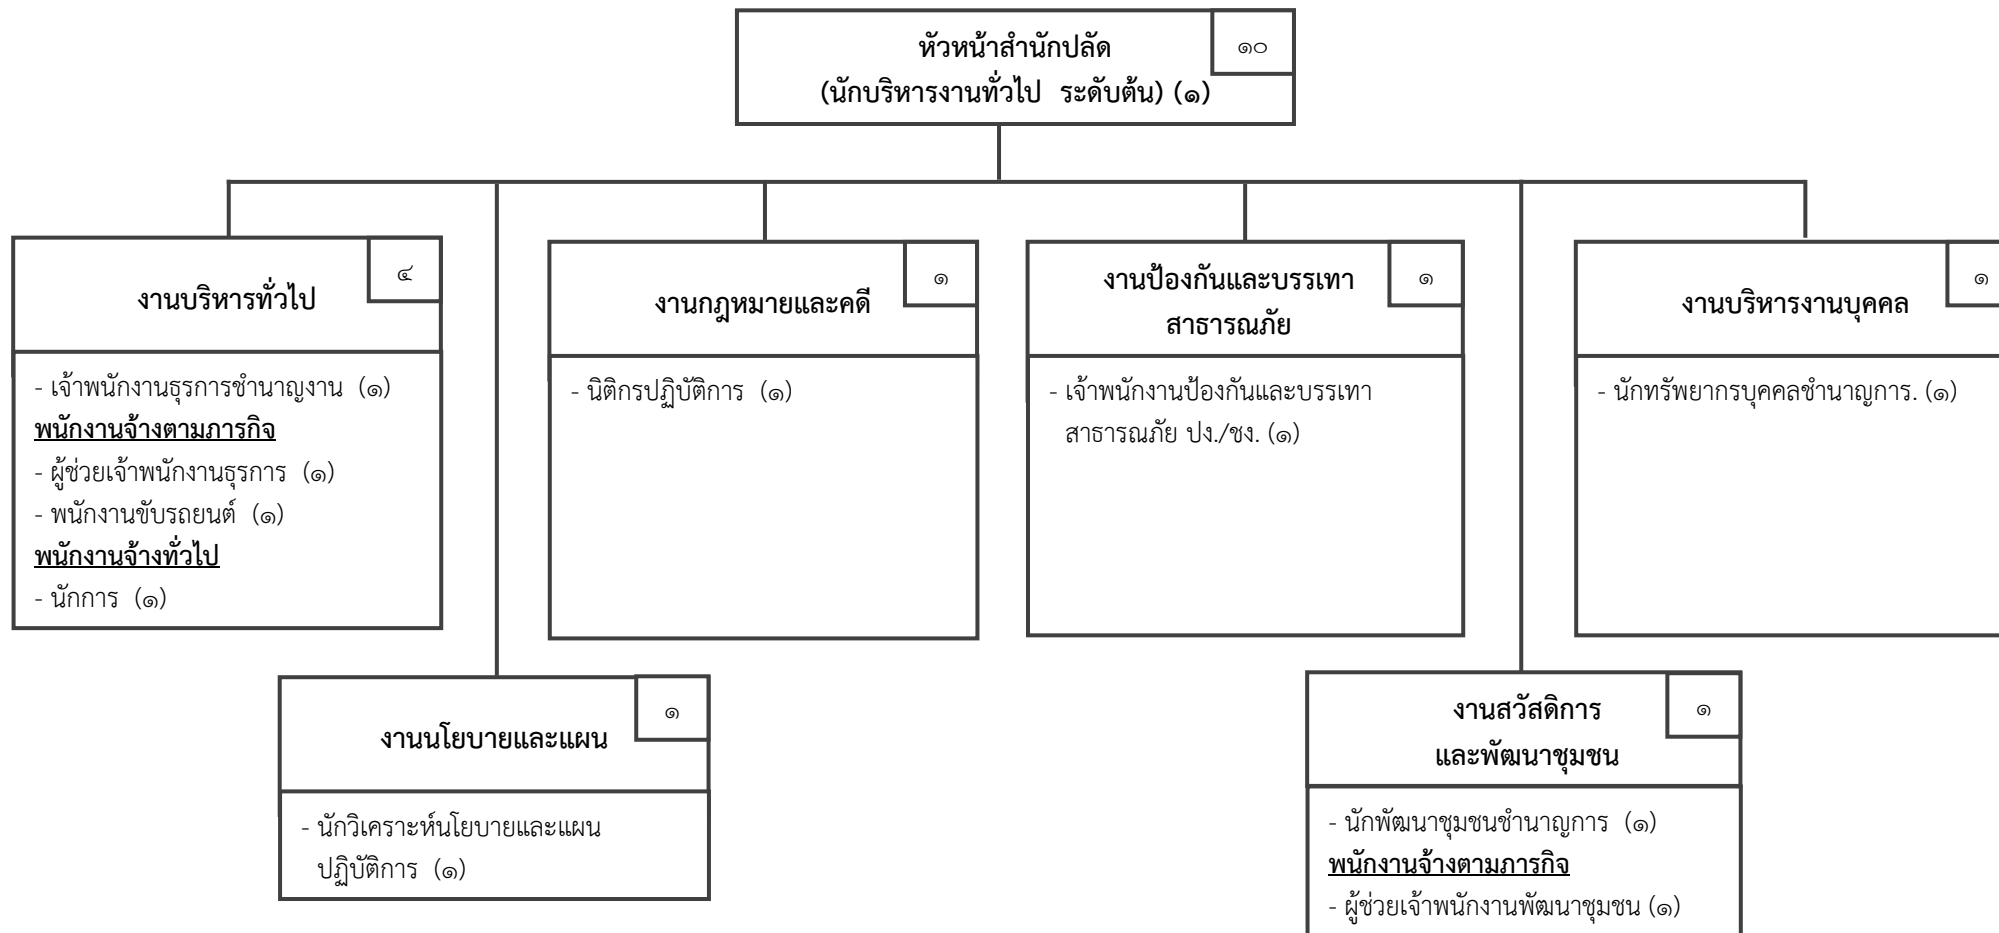 หัวหน้าสำนักปลัด
๑๐
(นักบริหารงานทั่วไป ระดับต้น) (๑)
งานบริหารทั่วไป
๔
- เจ้าพนักงานธุรการชำนาญงาน (๑)
พนักงานจ้างตามภารกิจ
- ผู้ช่วยเจ้าพนักงานธุรการ (๑)
- พนักงานขับรถยนต์ (๑)
พนักงานจ้างทั่วไป
- นักการ (๑)
งานกฎหมายและคดี
๑
- นิติกรปฏิบัติการ (๑)
งานป้องกันและบรรเทา
สาธารณภัย
๑
- เจ้าพนักงานป้องกันและบรรเทา
สาธารณภัย ปง./ชง. (๑)
งานบริหารงานบุคคล
๑
- นักทรัพยากรบุคคลชำนาญการ. (๑)
งานนโยบายและแผน
๑
- นักวิเคราะห์นโยบายและแผน
ปฏิบัติการ (๑)
งานสวัสดิการ
และพัฒนาชุมชน
๑
- นักพัฒนาชุมชนชำนาญการ (๑)
พนักงานจ้างตามภารกิจ
- ผู้ช่วยเจ้าพนักงานพัฒนาชุมชน (๑)